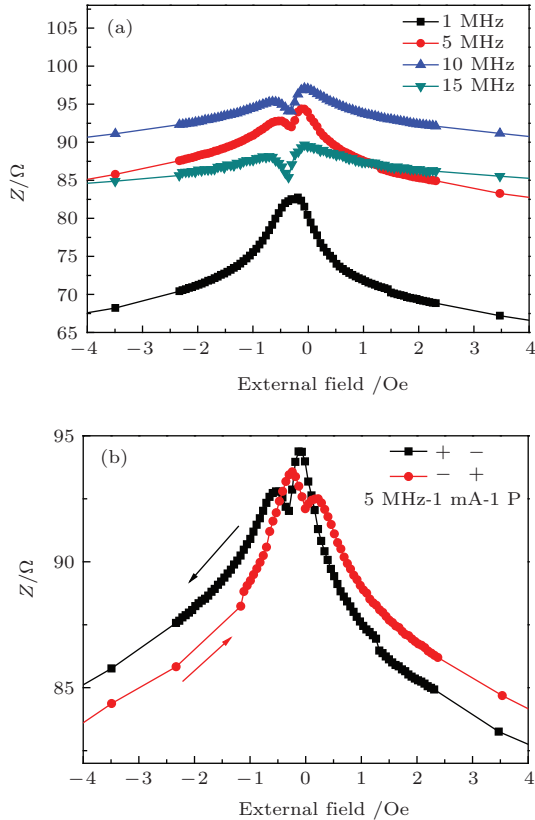 (a)
1 MHz
5 MHz
10 MHz
15 MHz
105
100
95
90
85
80
75
70
65
Z/Ω
−4 −3 −2 −1 0 1 2 3 4
External field /Oe
(b)
+ −
− +
5 MHz-1 mA-1 P
95
90
85
Z/Ω
−4 −3 −2 −1 0 1 2 3 4
External field /Oe